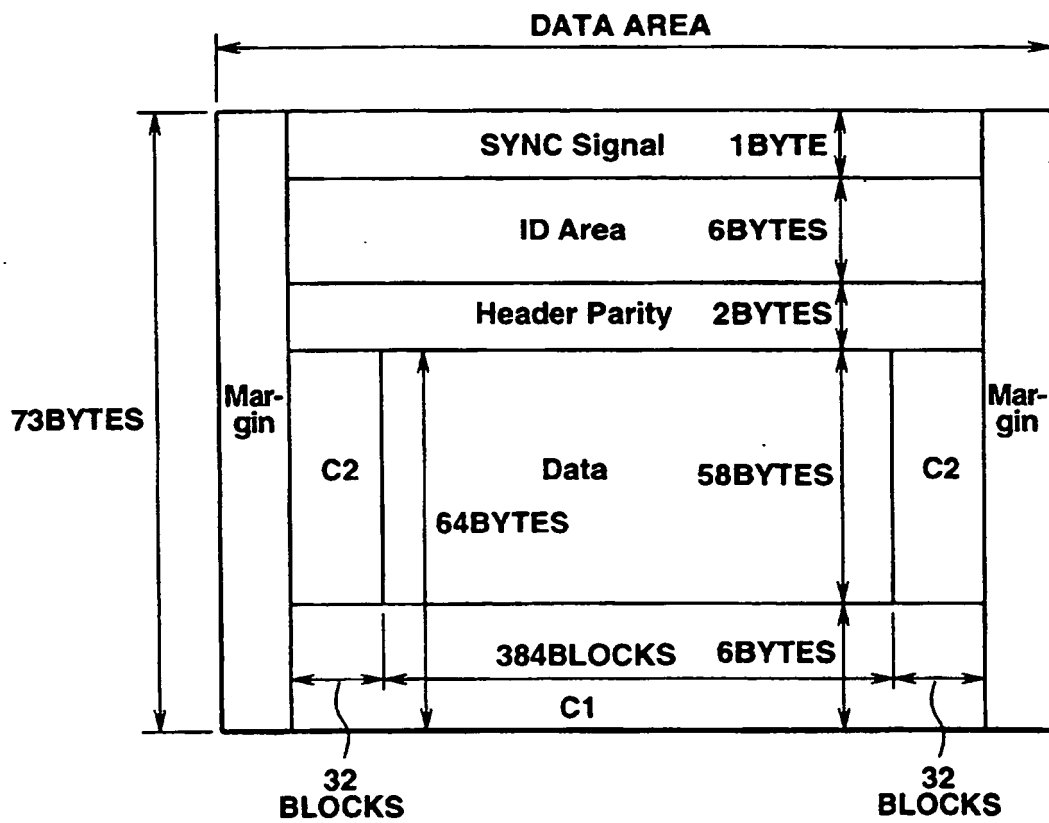 DATA AREA
SYNC Signal 1BYTE
ID Area 6BYTES
Header Parity 2BYTES
73BYTES
Mar-
gin
C2
Data
58BYTES
C2
Mar-
gin
64BYTES
384BLOCKS 6BYTES
C1
32
BLOCKS
32
BLOCKS